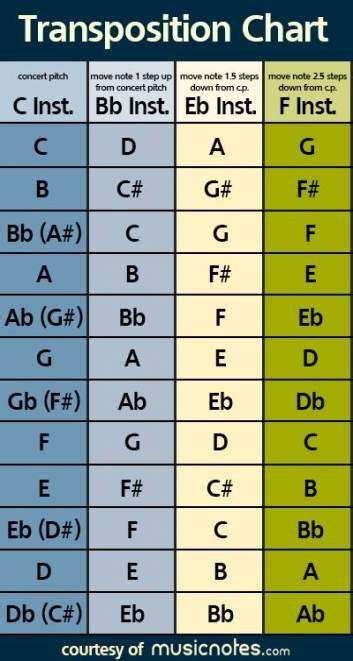 Transposition Chart
concert pitch
C Inst.
move note 1 step up
from concert pitch
Bb Inst.
move note 1.5 steps
down from c.p.
Eb Inst.
move note 2.5 steps
down from c.p.
F Inst.
C D A G
B C# G# F#
Bb (A#) C G F
A B F# E
Ab (G#) Bb F Eb
G A E D
Gb (F#) Ab Eb Db
F G D C
E F# C# B
Eb (D#) F C Bb
D E B A
Db (C#) Eb Bb Ab
courtesy of musicnotes.com